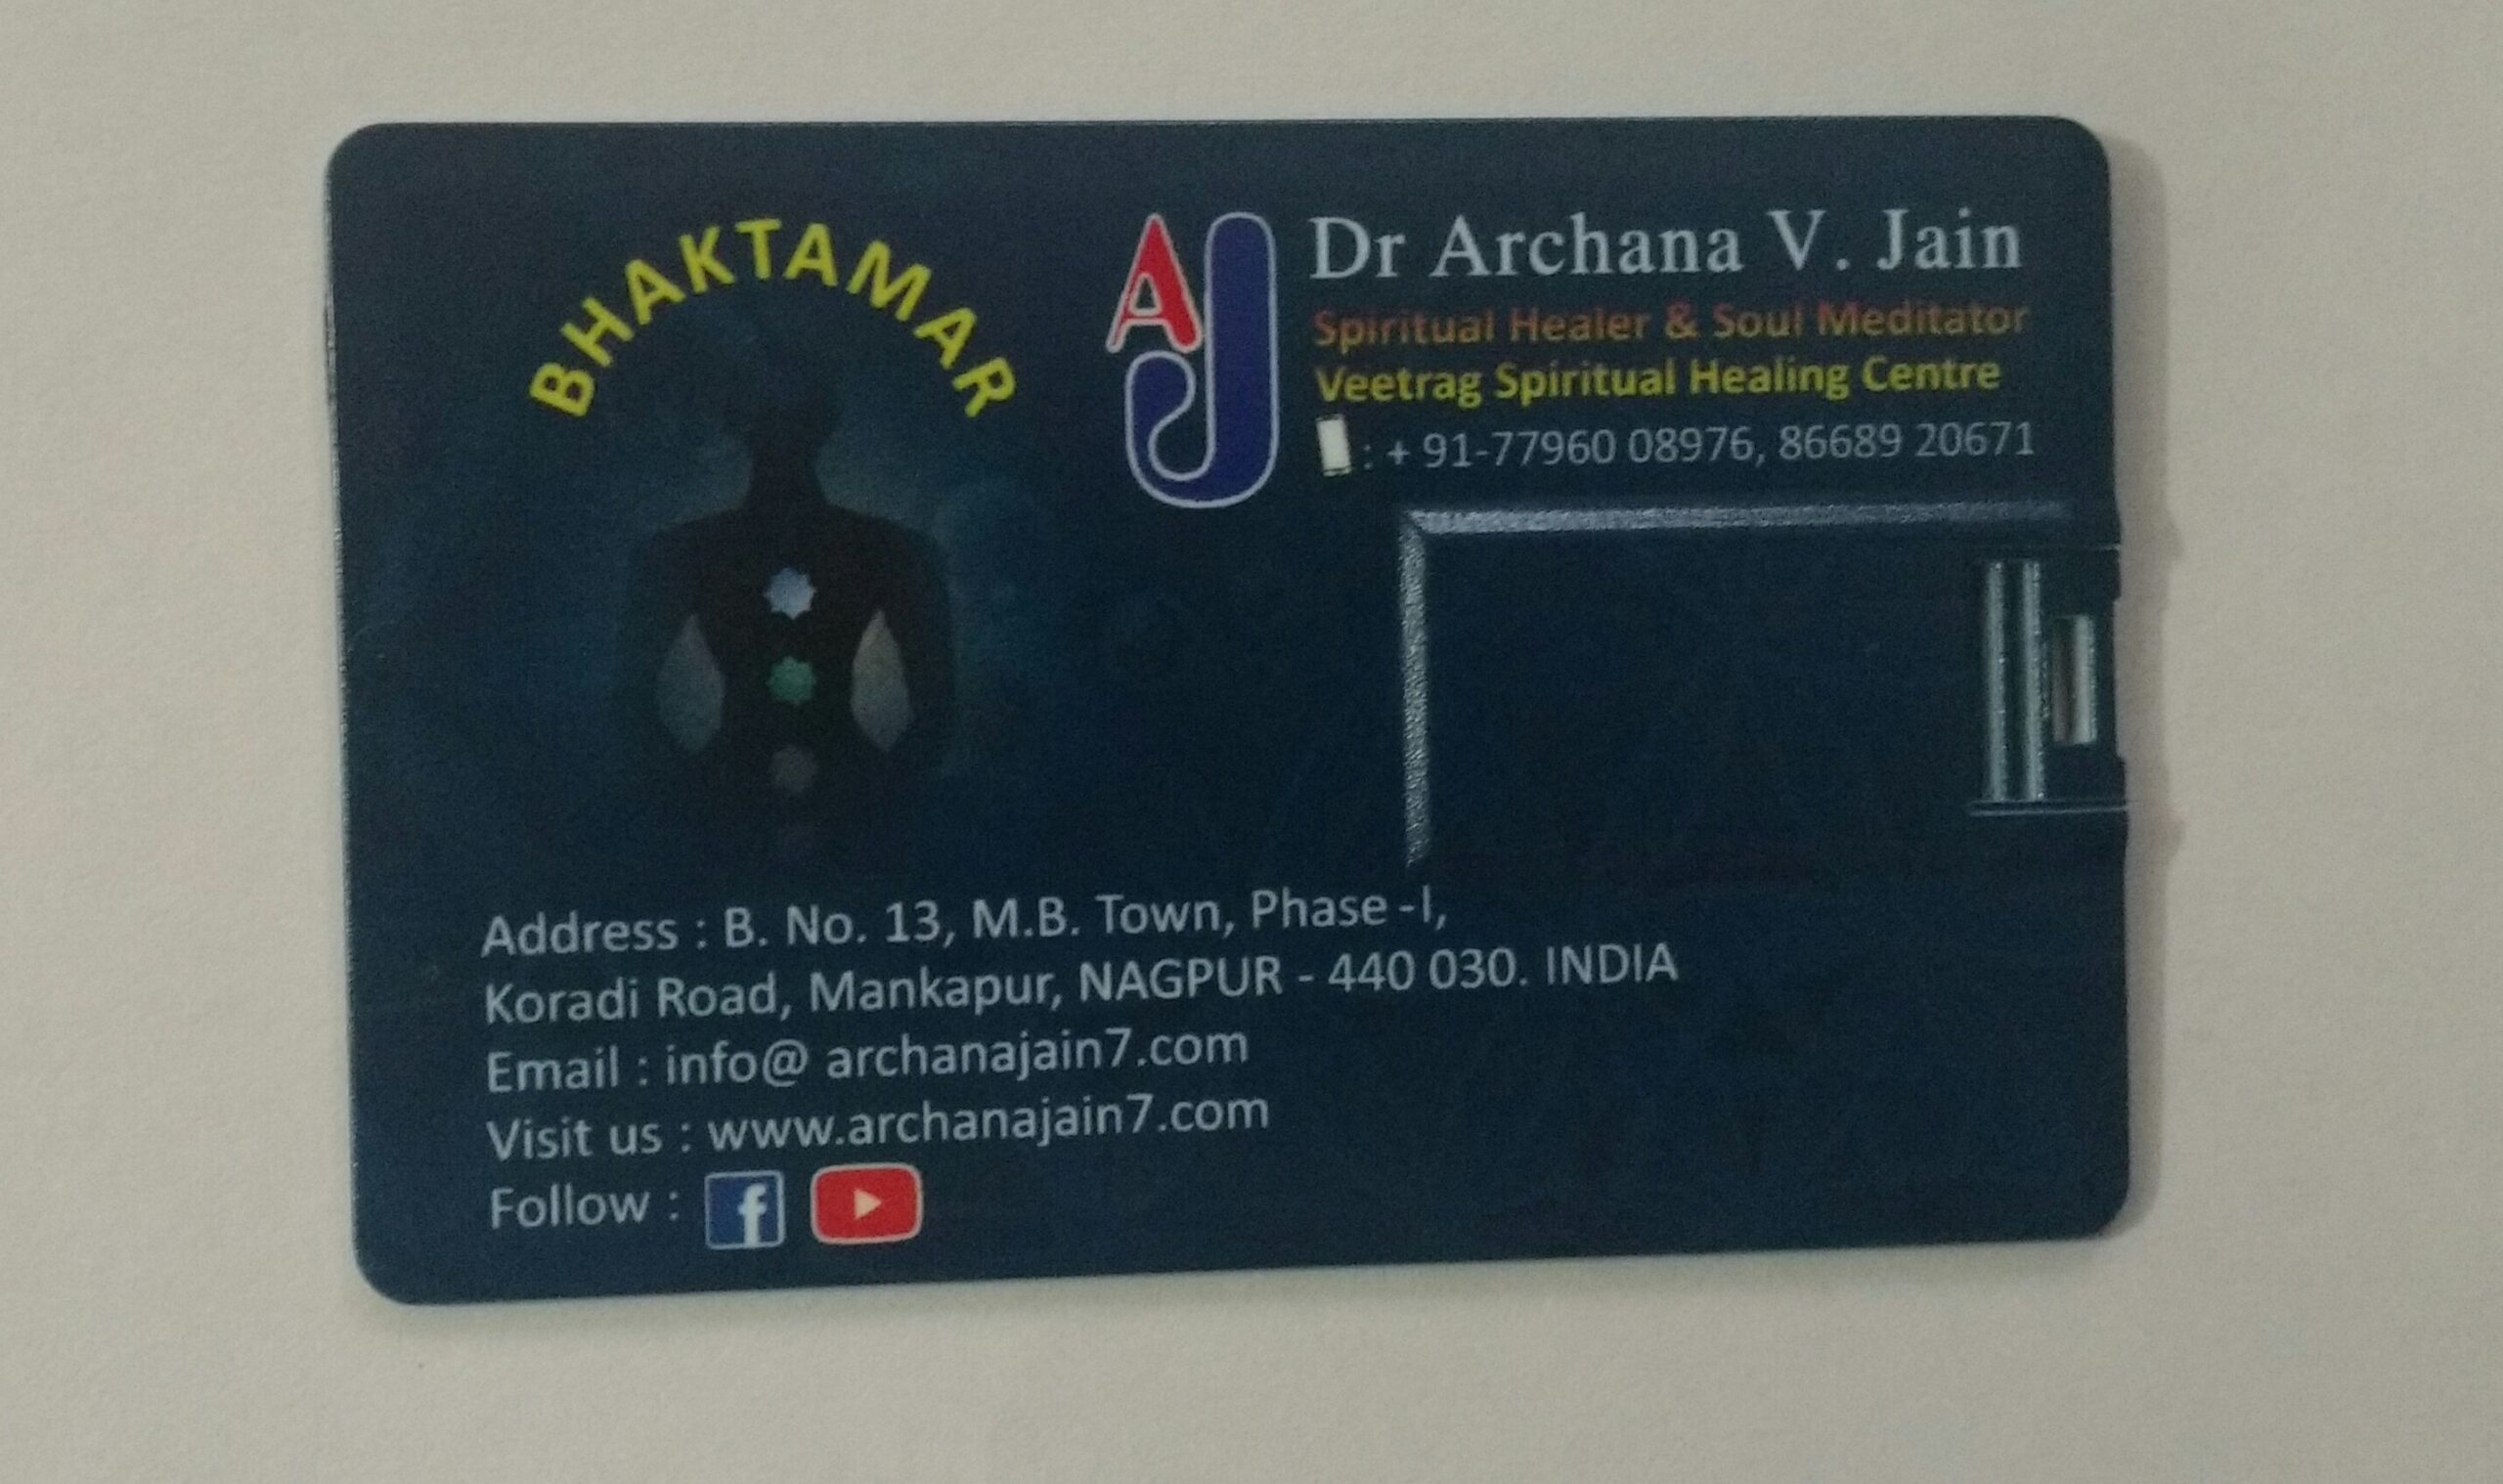 BHAKTAMAR
AJ
Dr Archana V. Jain
Spiritual Healer & Soul Meditator
Veetrag Spiritual Healing Centre
: + 91-77960 08976, 86689 20671
Address : B. No. 13, M.B. Town, Phase -I,
Koradi Road, Mankapur, NAGPUR - 440 030. INDIA
Email : info@ archanajain7.com
Visit us : www.archanajain7.com
Follow : f